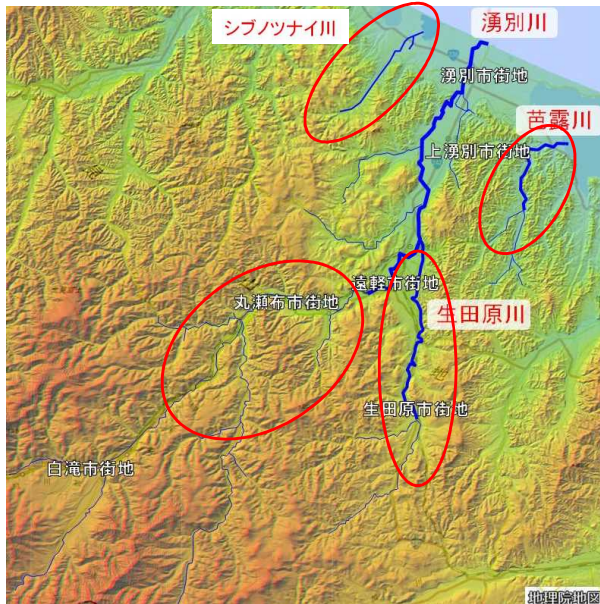 シブノツナイ川
湧別川
湧別市街地
芭露川
上湧別市街地
遠軽市街地
丸瀬布市街地
生田原川
生田原市街地
白滝市街地
地理院地図